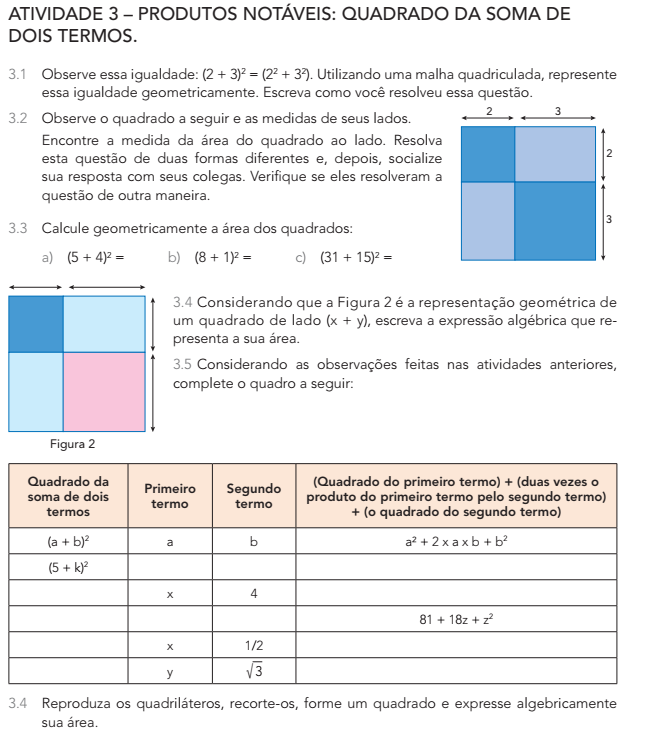 ATIVIDADE 3 – PRODUTOS NOTÁVEIS: QUADRADO DA SOMA DE
DOIS TERMOS.
3.1 Observe essa igualdade: (2 + 3)² = (2² + 3²). Utilizando uma malha quadriculada, represente
essa igualdade geometricamente. Escreva como você resolveu essa questão.
3.2 Observe o quadrado a seguir e as medidas de seus lados.
Encontre a medida da área do quadrado ao lado. Resolva
esta questão de duas formas diferentes e, depois, socialize
sua resposta com seus colegas. Verifique se eles resolveram a
questão de outra maneira.
2 3
2
3
3.3 Calcule geometricamente a área dos quadrados:
a) (5 + 4)² = b) (8 + 1)² = c) (31 + 15)² =
3.4 Considerando que a Figura 2 é a representação geométrica de
um quadrado de lado (x + y), escreva a expressão algébrica que re-
presenta a sua área.
3.5 Considerando as observações feitas nas atividades anteriores,
complete o quadro a seguir:
Figura 2
Quadrado da soma de dois termos
Primeiro termo
Segundo termo
(Quadrado do primeiro termo) + (duas vezes o
produto do primeiro termo pelo segundo termo)
+ (o quadrado do segundo termo)
(a + b)² a b a² + 2 x a x b + b²
(5 + k)²
x 4
81 + 18z + z²
x 1/2
y √3
3.4 Reproduza os quadriláteros, recorte-os, forme um quadrado e expresse algebricamente
sua área.